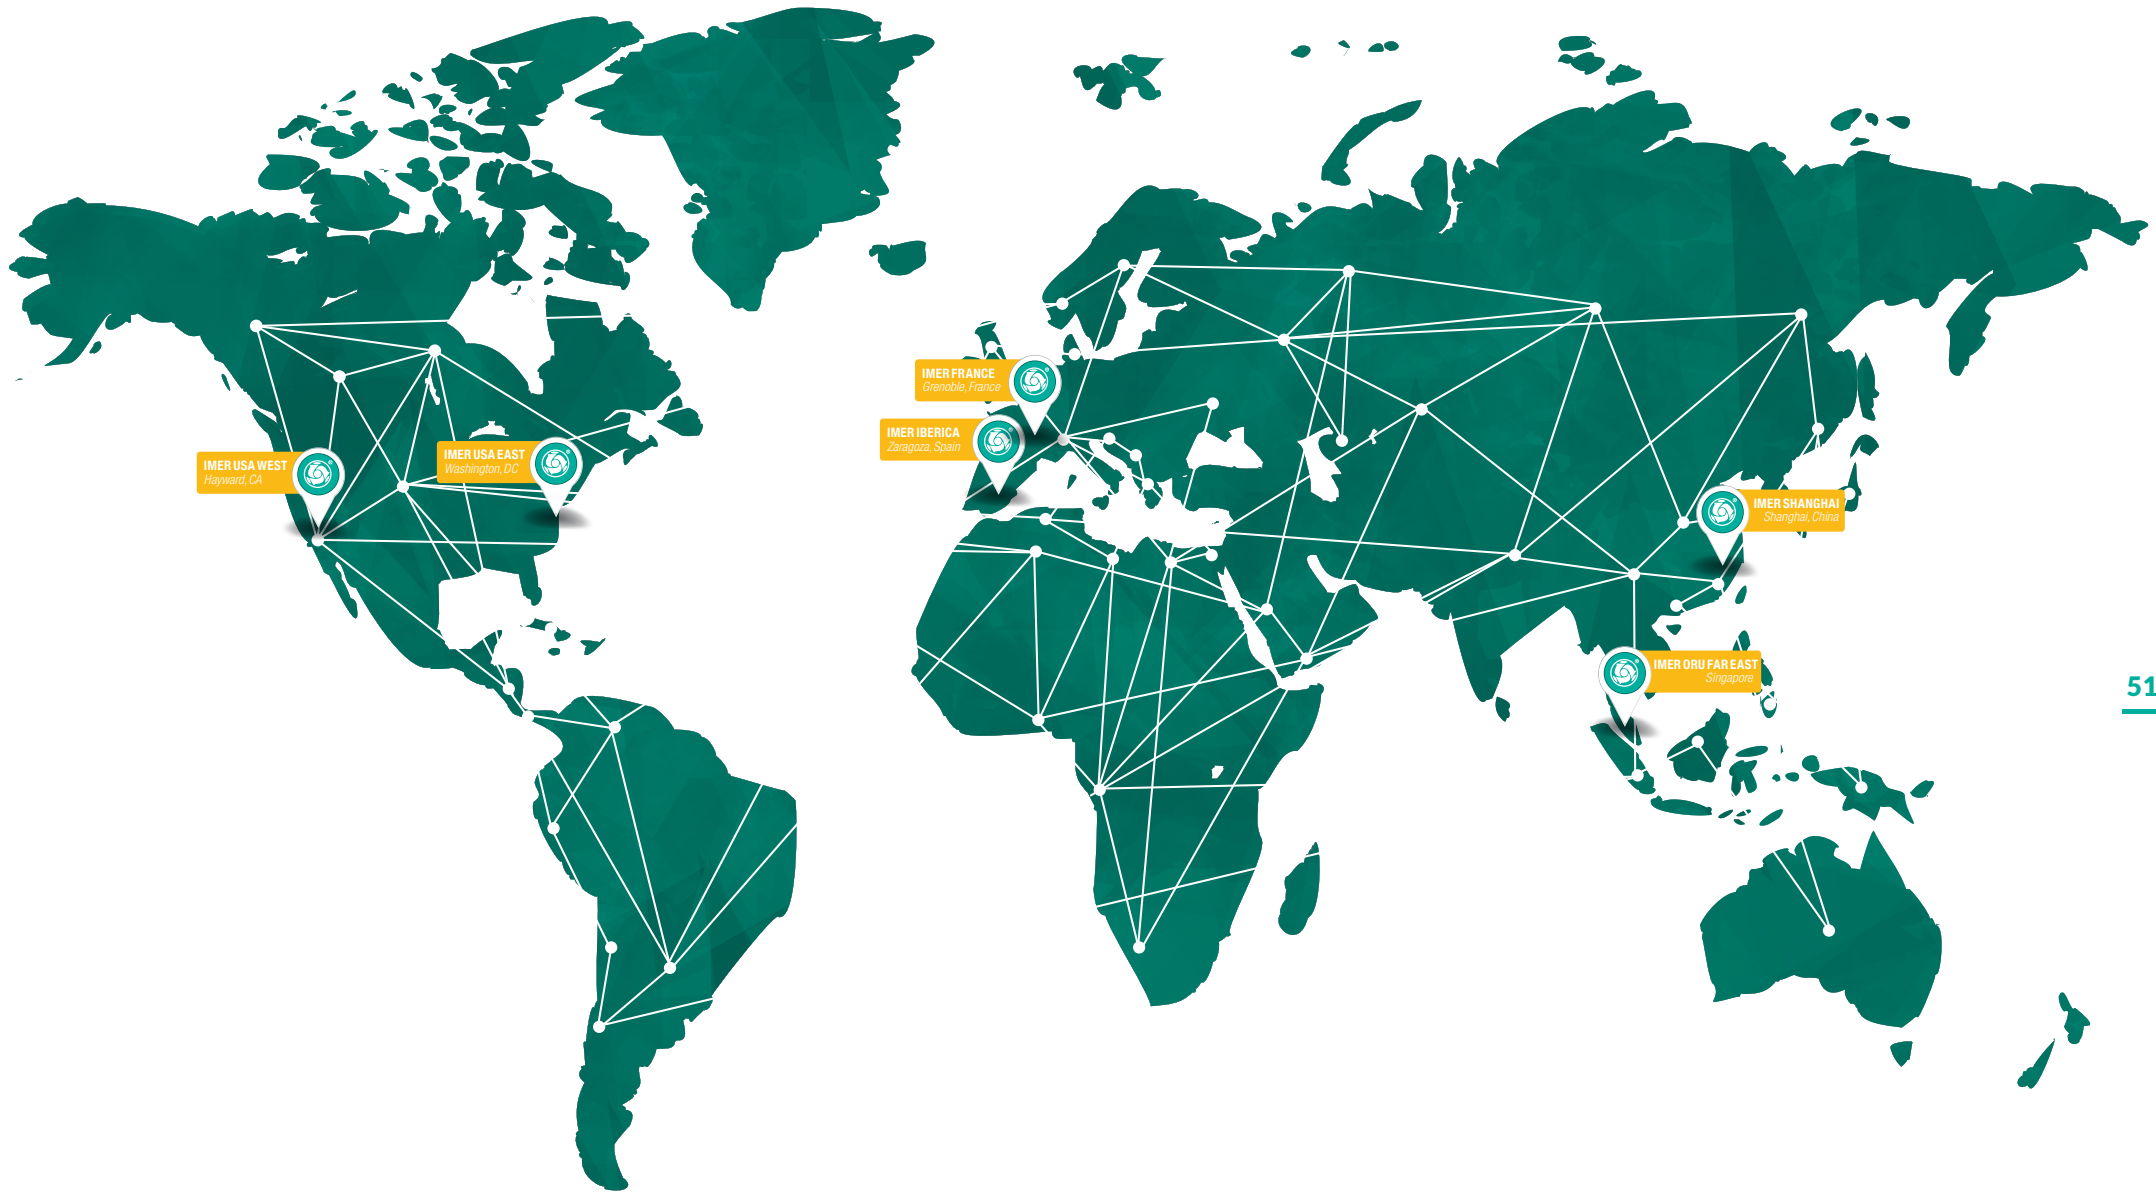 IMER FRANCE
Grenoble, France
IMER IBERICA
Zaragoza, Spain
IMER USA WEST
Hayward, CA
IMER USA EAST
Washington, DC
IMER SHANGHAI
Shanghai, China
IMER ORU FAR EAST
Singapore
51